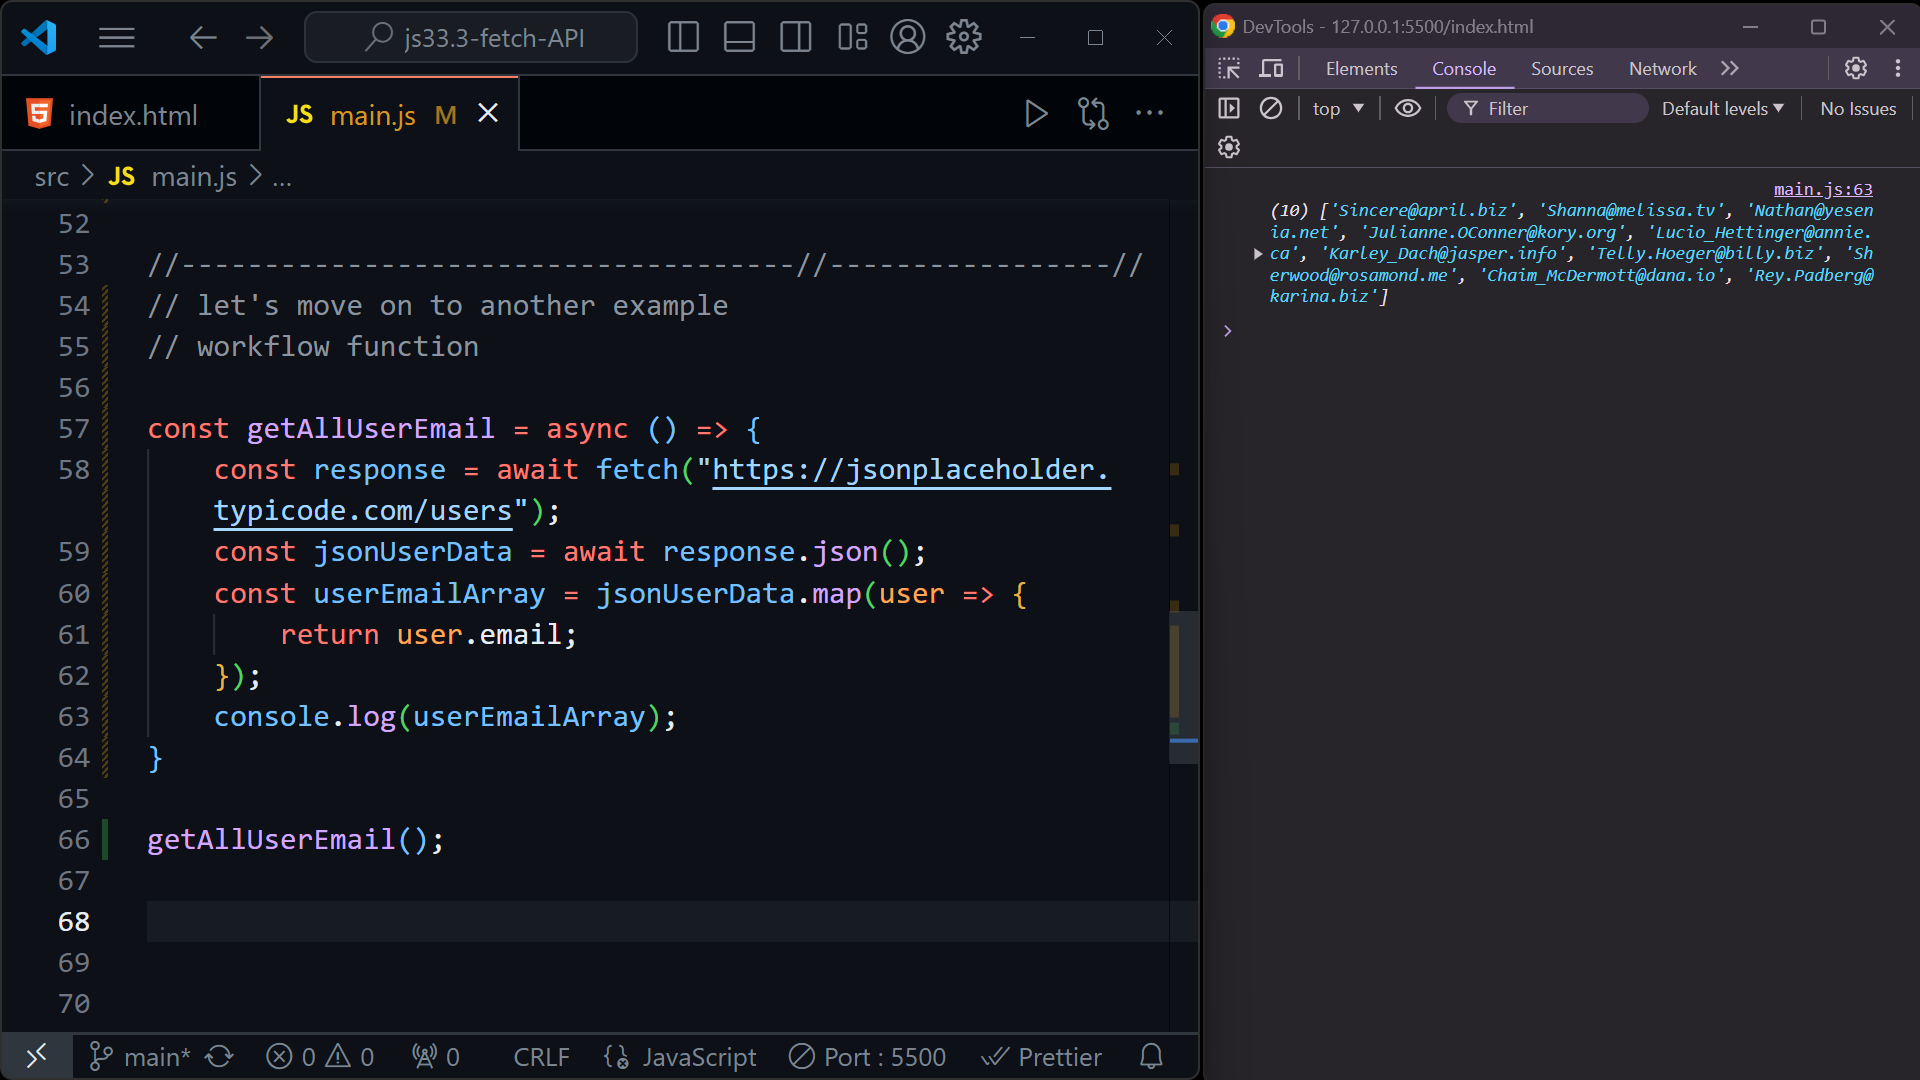 js33.3-fetch-API
index.html
JS main.js M
src > JS main.js > ...
52
53 //-------------------------------------//-----------------//
54 // let's move on to another example
55 // workflow function
56
57 const getAllUserEmail = async () => {
58 const response = await fetch("https://jsonplaceholder.
typicode.com/users");
59 const jsonUserData = await response.json();
60 const userEmailArray = jsonUserData.map(user => {
61 return user.email;
62 });
63 console.log(userEmailArray);
64 }
65
66 getAllUserEmail();
67
68
69
70
main* 0 0 0 CRLF JavaScript Port : 5500 Prettier
DevTools - 127.0.0.1:5500/index.html
Elements Console Sources Network
top Filter Default levels No Issues
main.js:63
(10) ['Sincere@april.biz', 'Shanna@melissa.tv', 'Nathan@yesen
ia.net', 'Julianne.OConner@kory.org', 'Lucio_Hettinger@annie.
ca', 'Karley_Dach@jasper.info', 'Telly.Hoeger@billy.biz', 'Sh
erwood@rosamond.me', 'Chaim_McDermott@dana.io', 'Rey.Padberg@
karina.biz']